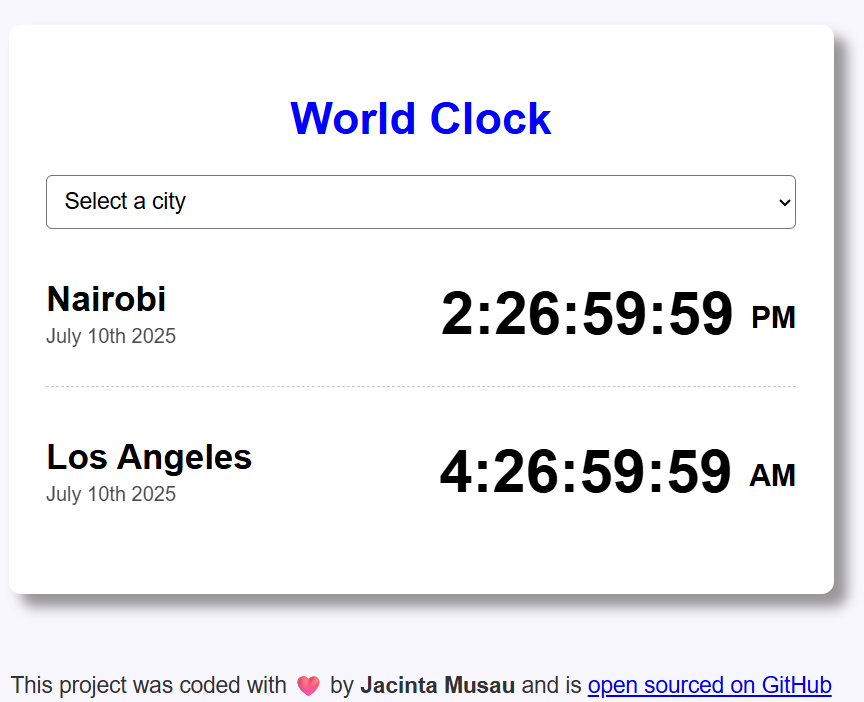 World Clock
Select a city
Nairobi
2:26:59:59 PM
July 10th 2025
Los Angeles
4:26:59:59 AM
July 10th 2025
This project was coded with 💗 by Jacinta Musau and is open sourced on GitHub